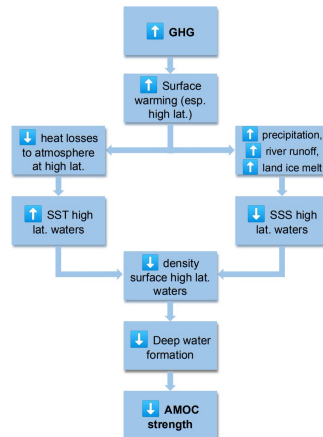 ⬆ GHG
⬆ Surface
warming (esp.
high lat.)
⬇ heat losses
to atmosphere
at high lat.
⬆ precipitation,
⬆ river runoff,
⬆ land ice melt
⬆ SST high
lat. waters
⬇ SSS high
lat. waters
⬇ density
surface high lat.
waters
⬇ Deep water
formation
⬇ AMOC
strength